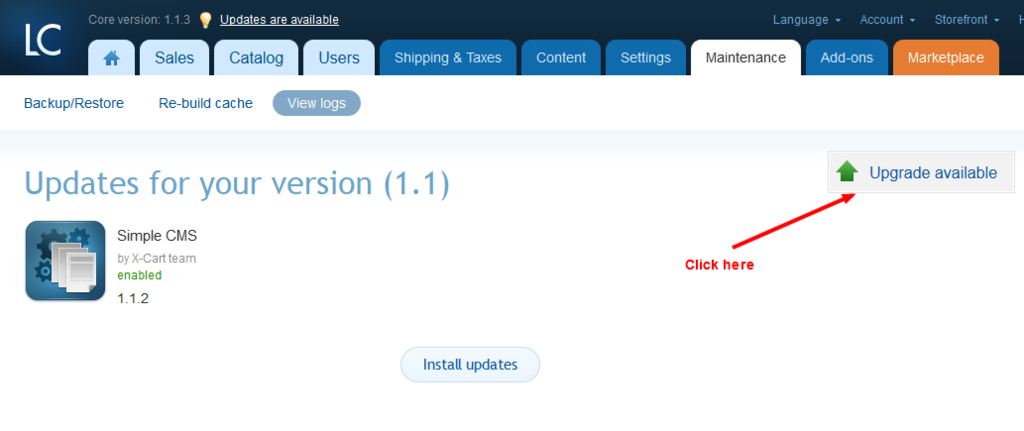 LC
Core version: 1.1.3 Updates are available
Language Account Storefront H
Sales Catalog Users Shipping & Taxes Content Settings Maintenance Add-ons Marketplace
Backup/Restore Re-build cache View logs
Updates for your version (1.1)
Upgrade available
Simple CMS
by X-Cart team
enabled
1.1.2
Click here
Install updates